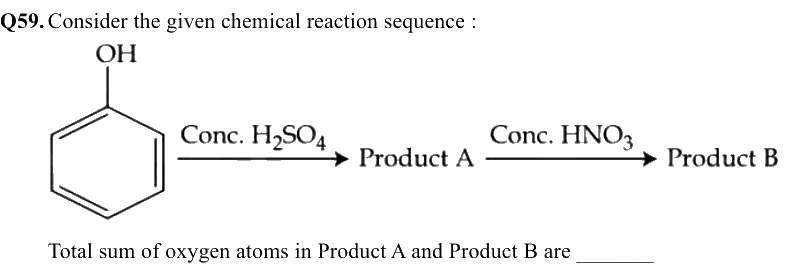 Q59. Consider the given chemical reaction sequence :
OH
Conc. H₂SO₄ Product A Conc. HNO₃ Product B
Total sum of oxygen atoms in Product A and Product B are ________